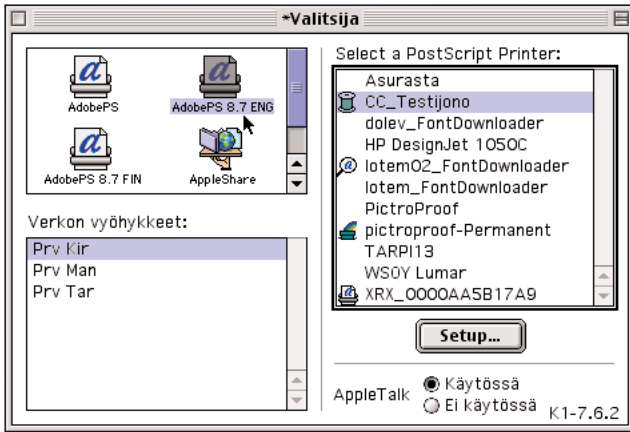 *Valitsija
AdobePS
AdobePS 8.7 ENG
AdobePS 8.7 FIN
AppleShare
Verkon vyöhykkeet:
Prv Kir
Prv Man
Prv Tar
Select a PostScript Printer:
Asurasta
CC_Testijono
dolev_FontDownloader
HP DesignJet 1050C
lotem02_FontDownloader
lotem_FontDownloader
PictroProof
pictroproof-Permanent
TARPI13
WSOY Lumar
XRX_0000AA5B17A9
Setup...
AppleTalk
Käytössä
Ei käytössä
K1-7.6.2